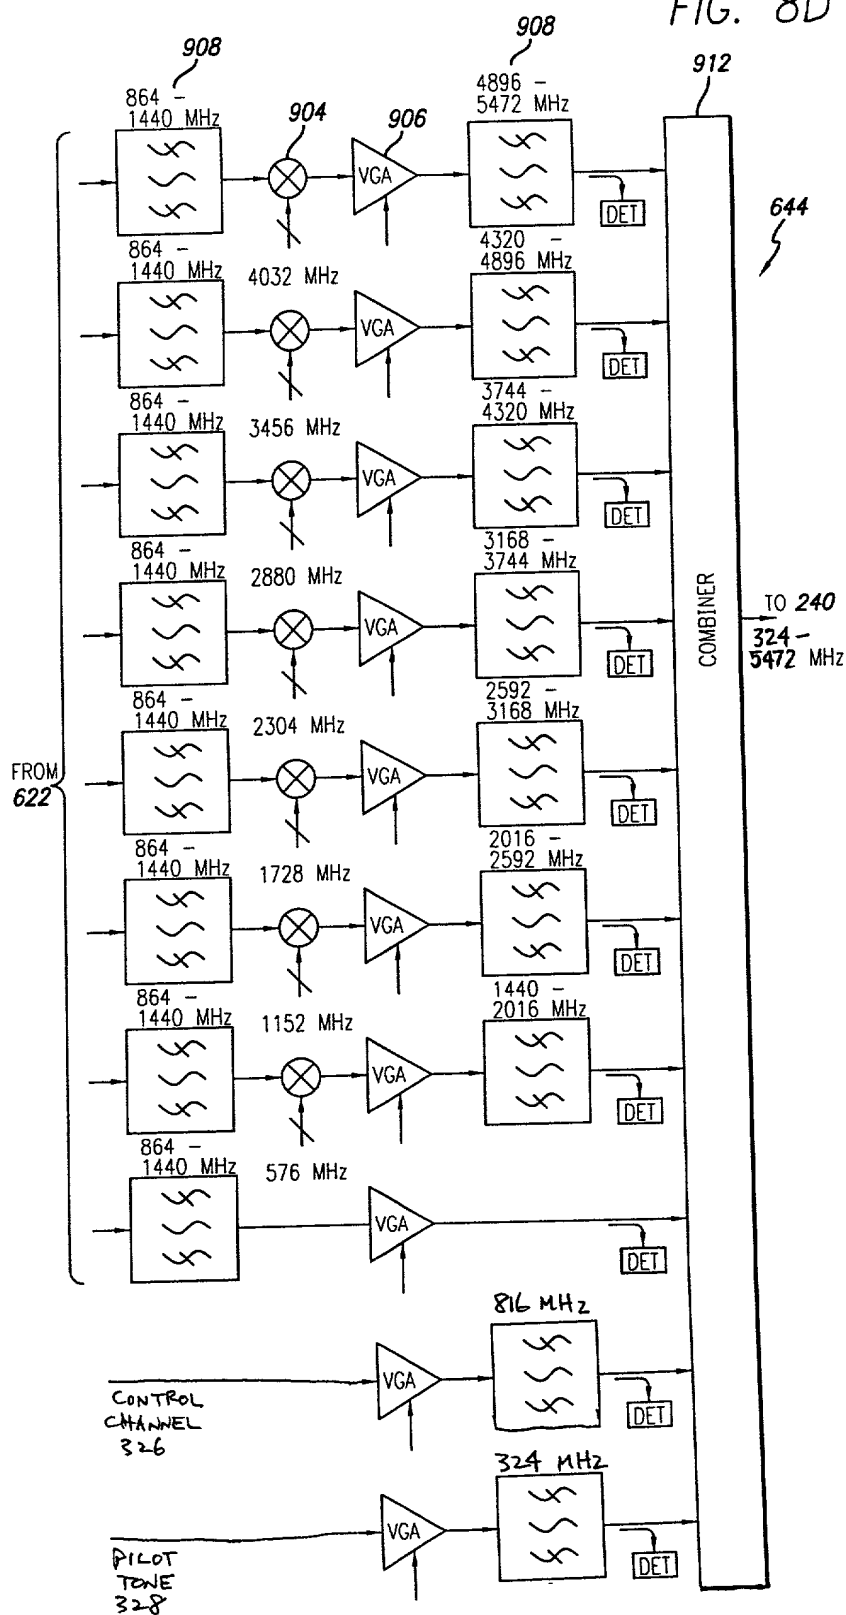 FIG. 8D
908
908
912
864 -
1440 MHz
904
906
4896 -
5472 MHz
VGA
DET
644
864 -
1440 MHz
4032 MHz
4320 -
4896 MHz
VGA
DET
864 -
1440 MHz
3456 MHz
3744 -
4320 MHz
VGA
DET
864 -
1440 MHz
2880 MHz
3168 -
3744 MHz
VGA
DET
COMBINER
TO 240
324 -
5472 MHz
864 -
1440 MHz
2304 MHz
2592 -
3168 MHz
FROM
622
VGA
DET
864 -
1440 MHz
1728 MHz
2016 -
2592 MHz
VGA
DET
864 -
1440 MHz
1152 MHz
1440 -
2016 MHz
VGA
DET
864 -
1440 MHz
576 MHz
VGA
DET
816 MHz
VGA
DET
CONTROL
CHANNEL
326
324 MHz
VGA
DET
PILOT
TONE
328